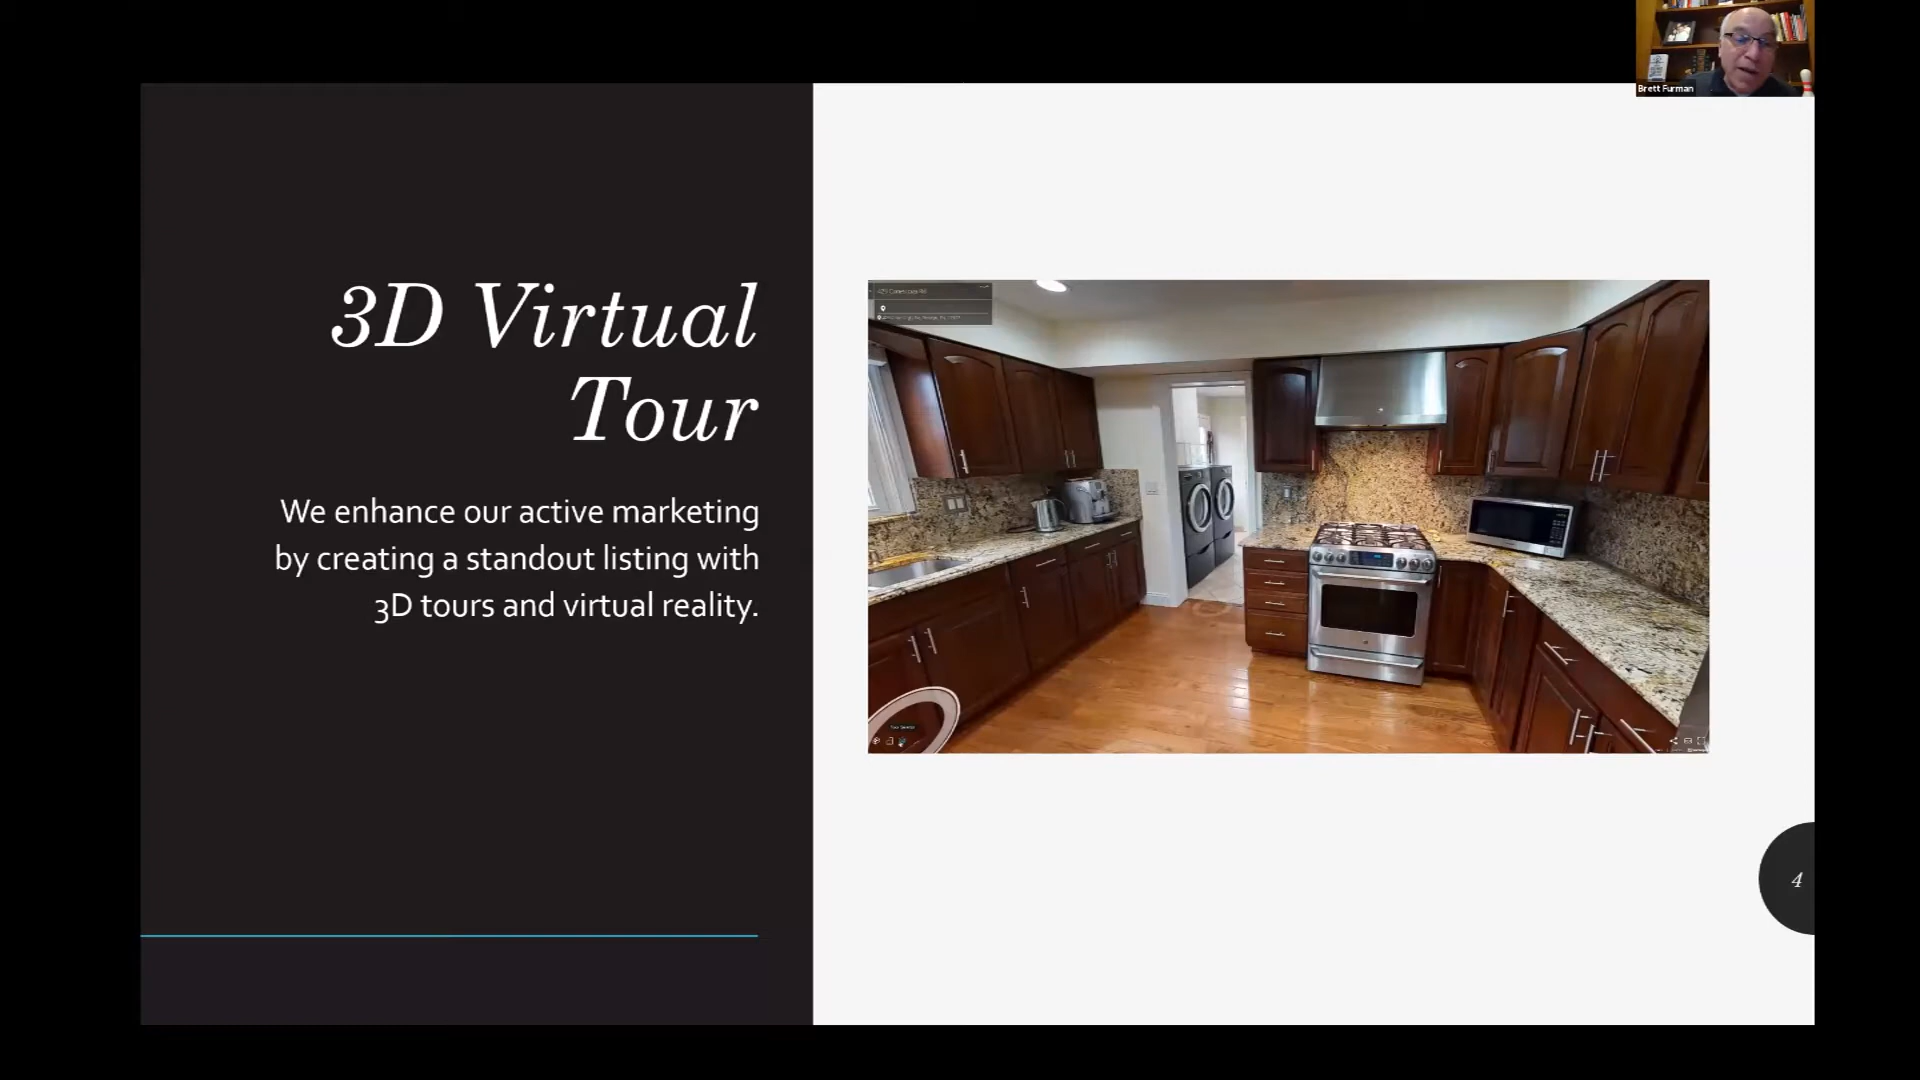 Brett Furman
3D Virtual
Tour
We enhance our active marketing
by creating a standout listing with
3D tours and virtual reality.
4